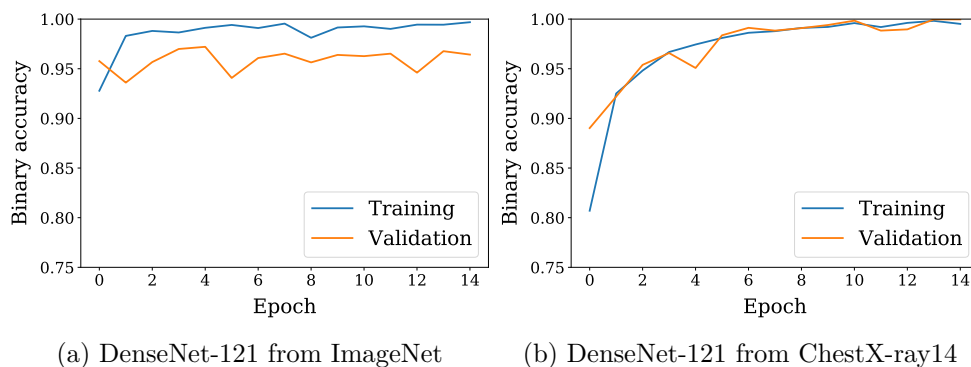 1.00
0.95
0.90
0.85
0.80
0.75
Binary accuracy
0 2 4 6 8 10 12 14
Epoch
Training
Validation
(a) DenseNet-121 from ImageNet
1.00
0.95
0.90
0.85
0.80
0.75
Binary accuracy
0 2 4 6 8 10 12 14
Epoch
Training
Validation
(b) DenseNet-121 from ChestX-ray14